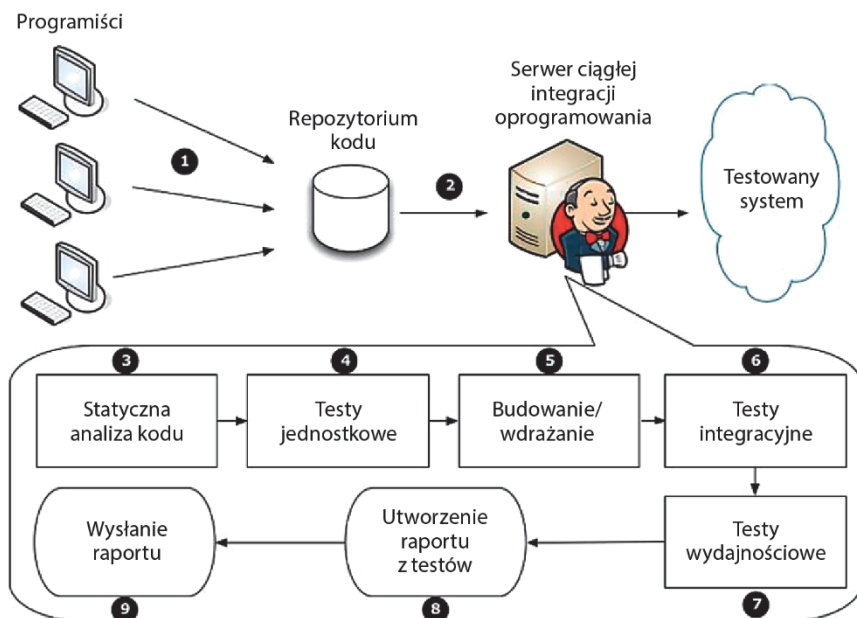 Programiści
1
Repozytorium
kodu
2
Serwer ciągłej
integracji
oprogramowania
Testowany
system
3
Statyczna
analiza kodu
4
Testy
jednostkowe
5
Budowanie/
wdrażanie
6
Testy
integracyjne
Testy
wydajnościowe
7
Utworzenie
raportu
z testów
8
Wysłanie
raportu
9